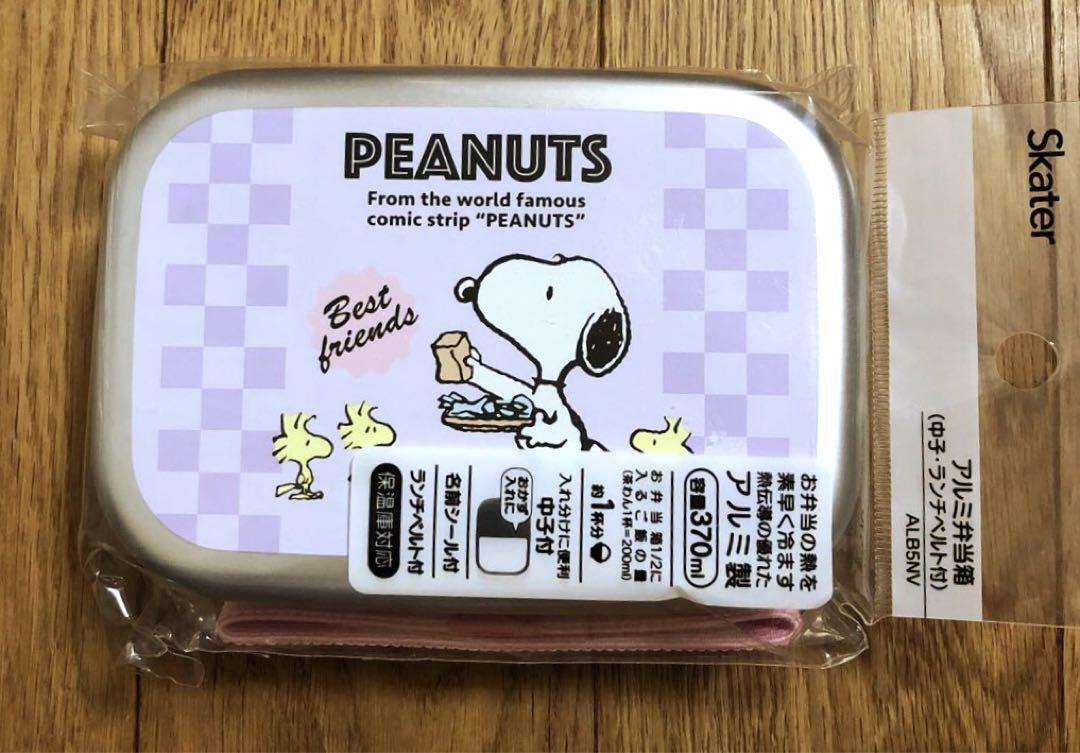 PEANUTS
From the world famous
comic strip "PEANUTS"
Best
friends
お弁当の熱を
素早く冷ます
熱伝導の優れた
アルミ製
容量370ml
お弁当箱1/2に
入るご飯の量
(茶わん1杯=200ml)
約1杯分
入れ分けに便利
中子付
おかず
入れに
名前シール付
ランチベルト付
保温庫対応
Skater
アルミ弁当箱
(中子・ランチベルト付)
ALB5NV